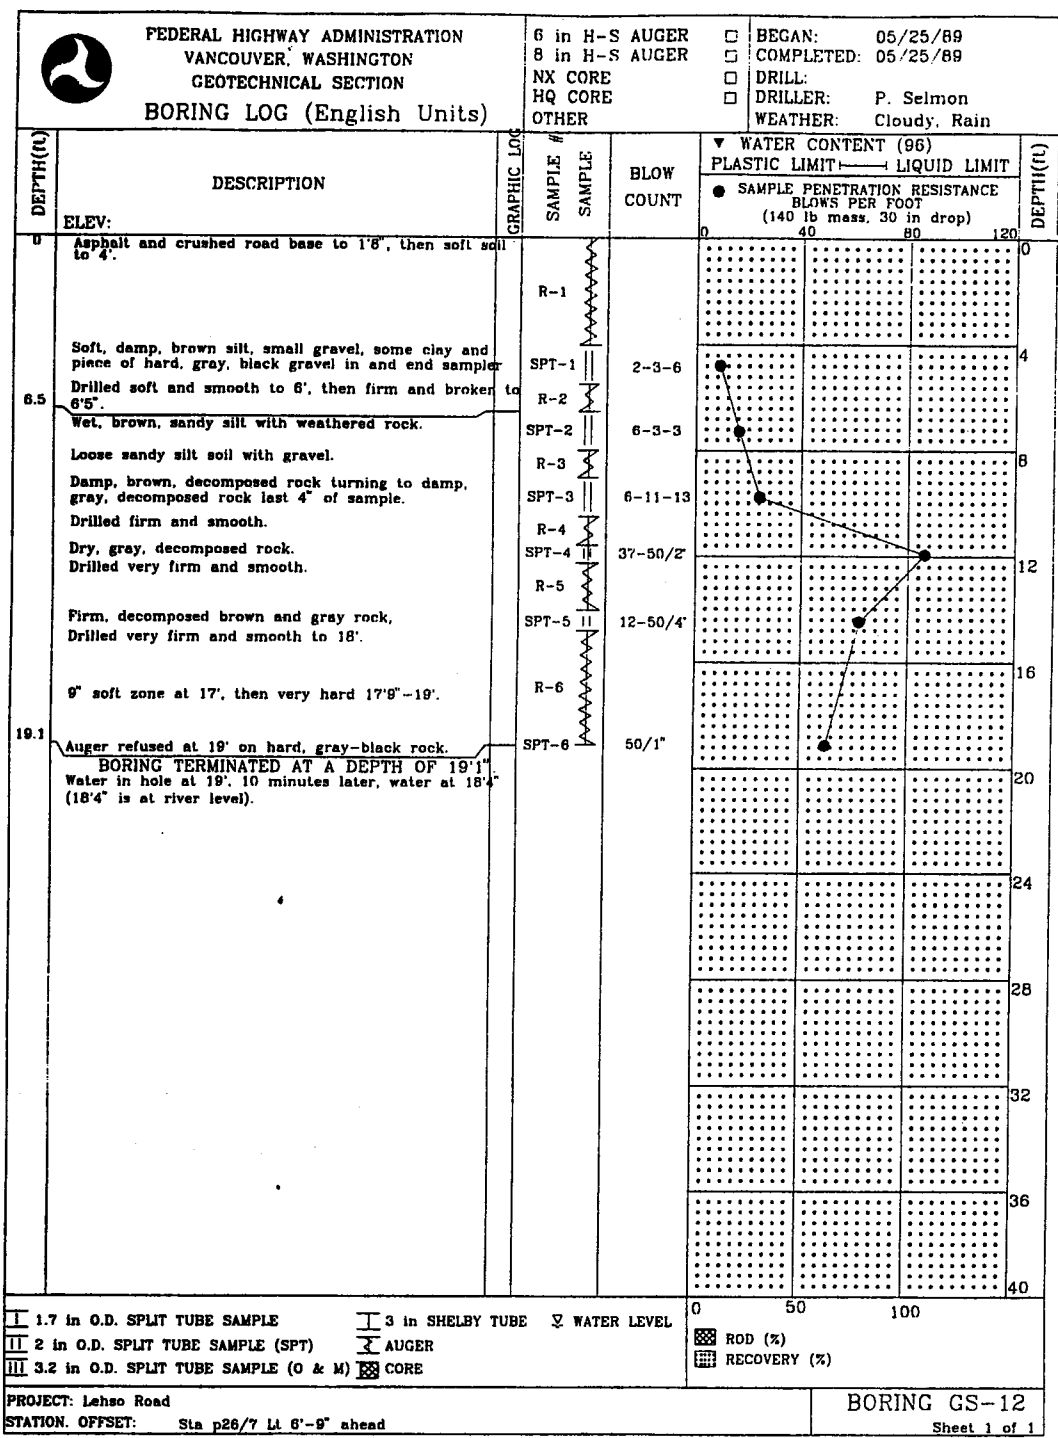 FEDERAL HIGHWAY ADMINISTRATION
VANCOUVER, WASHINGTON
GEOTECHNICAL SECTION
BORING LOG (English Units)
6 in H-S AUGER
8 in H-S AUGER
NX CORE
HQ CORE
OTHER
BEGAN: 05/25/89
COMPLETED: 05/25/89
DRILL:
DRILLER: P. Selmon
WEATHER: Cloudy, Rain
DEPTH(ft)
DESCRIPTION
ELEV:
GRAPHIC LOG
SAMPLE #
SAMPLE
BLOW
COUNT
▼ WATER CONTENT (96)
PLASTIC LIMIT LIQUID LIMIT
● SAMPLE PENETRATION RESISTANCE
BLOWS PER FOOT
(140 lb mass, 30 in drop)
0 40 80 120
DEPTH(ft)
0
Asphalt and crushed road base to 1'8", then soft soil
to 4'.
0
R-1
Soft, damp, brown silt, small gravel, some clay and
piece of hard, gray, black gravel in and end sampler
SPT-1
2-3-6
4
Drilled soft and smooth to 6', then firm and broken to
6'5".
R-2
6.5
Wet, brown, sandy silt with weathered rock.
SPT-2
6-3-3
Loose sandy silt soil with gravel.
R-3
8
Damp, brown, decomposed rock turning to damp,
gray, decomposed rock last 4" of sample.
SPT-3
6-11-13
Drilled firm and smooth.
R-4
Dry, gray, decomposed rock.
SPT-4
37-50/2"
Drilled very firm and smooth.
12
R-5
Firm, decomposed brown and gray rock,
SPT-5
12-50/4"
Drilled very firm and smooth to 18'.
16
9" soft zone at 17', then very hard 17'9"-19'.
R-6
19.1
Auger refused at 19' on hard, gray-black rock.
SPT-6
50/1"
BORING TERMINATED AT A DEPTH OF 19'1"
Water in hole at 19', 10 minutes later, water at 18'4"
(18'4" is at river level).
20
24
28
32
36
40
0 50 100
1.7 in O.D. SPLIT TUBE SAMPLE
2 in O.D. SPLIT TUBE SAMPLE (SPT)
3.2 in O.D. SPLIT TUBE SAMPLE (O & M)
3 in SHELBY TUBE
AUGER
CORE
WATER LEVEL
ROD (%)
RECOVERY (%)
PROJECT: Lehso Road
STATION. OFFSET: Sta p26/7 Lt 6'-9" ahead
BORING GS-12
Sheet 1 of 1